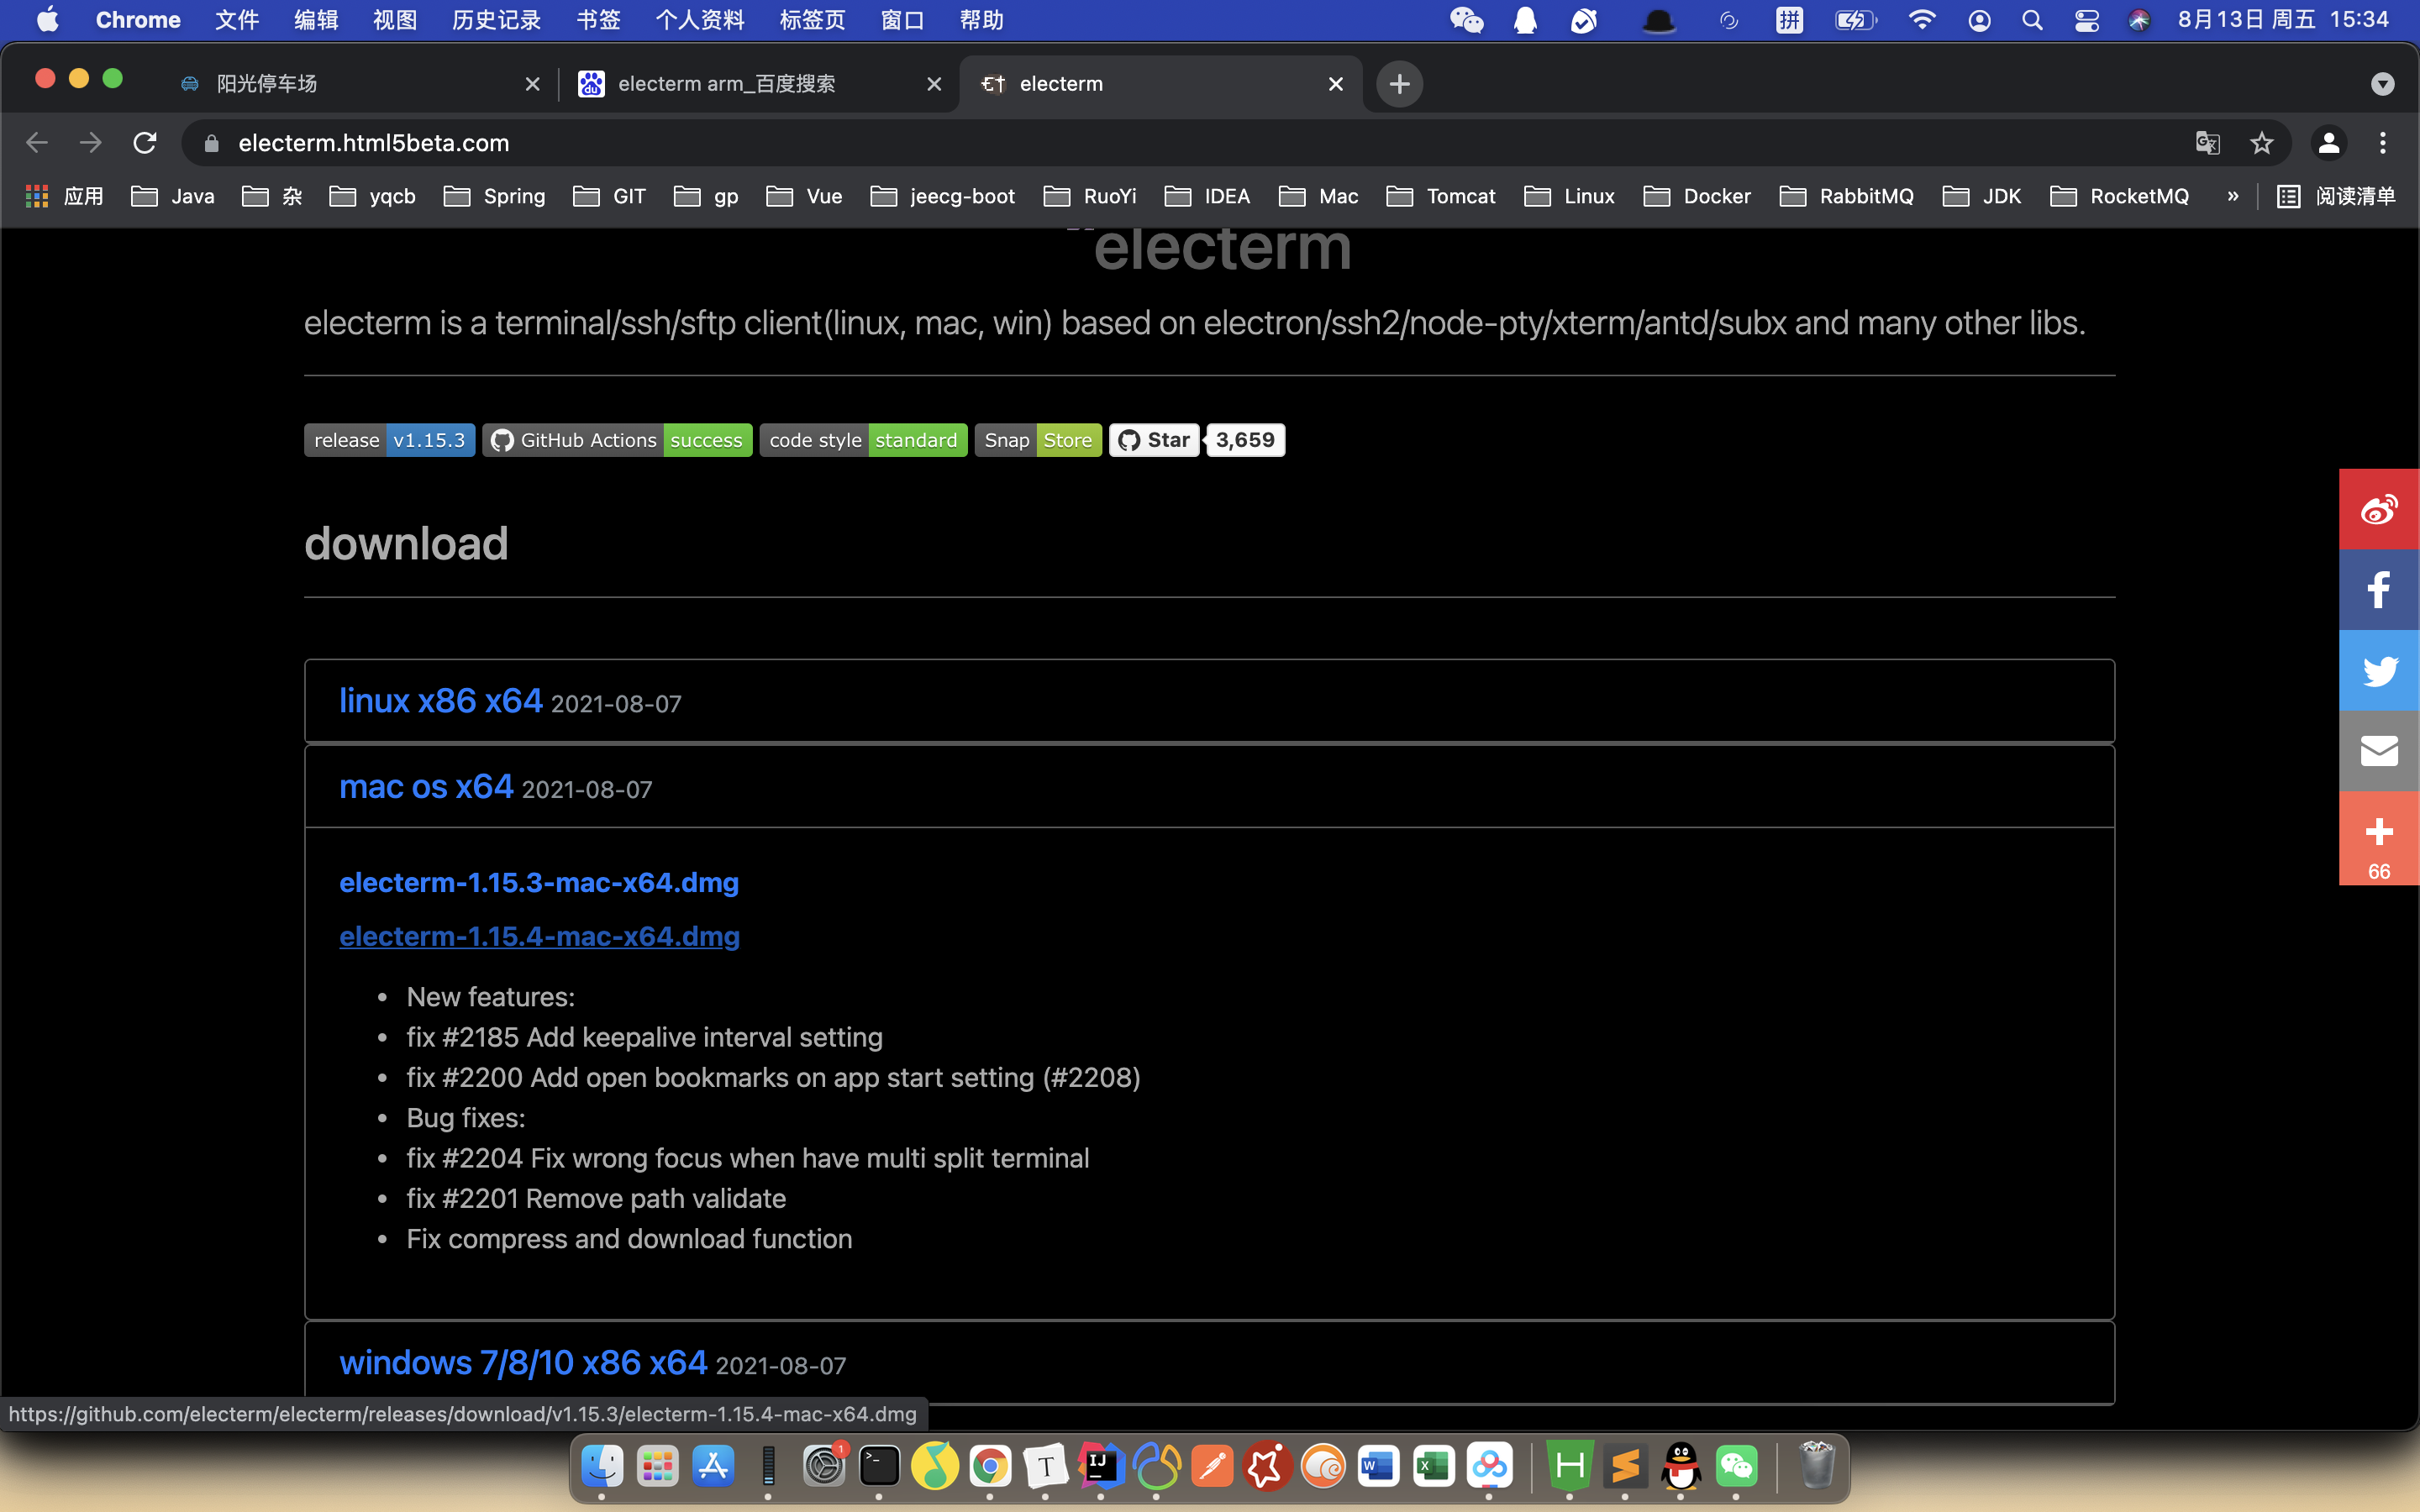 Chrome 文件 编辑 视图 历史记录 书签 个人资料 标签页 窗口 帮助 拼 8月13日 周五 15:34
阳光停车场 electerm arm_百度搜索 electerm
electerm.html5beta.com
应用 Java 杂 yqcb Spring GIT gp Vue jeecg-boot RuoYi IDEA Mac Tomcat Linux Docker RabbitMQ JDK RocketMQ » 阅读清单
electerm
electerm is a terminal/ssh/sftp client(linux, mac, win) based on electron/ssh2/node-pty/xterm/antd/subx and many other libs.
release v1.15.3 GitHub Actions success code style standard Snap Store Star 3,659
download
linux x86 x64 2021-08-07
mac os x64 2021-08-07
electerm-1.15.3-mac-x64.dmg
electerm-1.15.4-mac-x64.dmg
New features:
fix #2185 Add keepalive interval setting
fix #2200 Add open bookmarks on app start setting (#2208)
Bug fixes:
fix #2204 Fix wrong focus when have multi split terminal
fix #2201 Remove path validate
Fix compress and download function
66
windows 7/8/10 x86 x64 2021-08-07
https://github.com/electerm/electerm/releases/download/v1.15.3/electerm-1.15.4-mac-x64.dmg